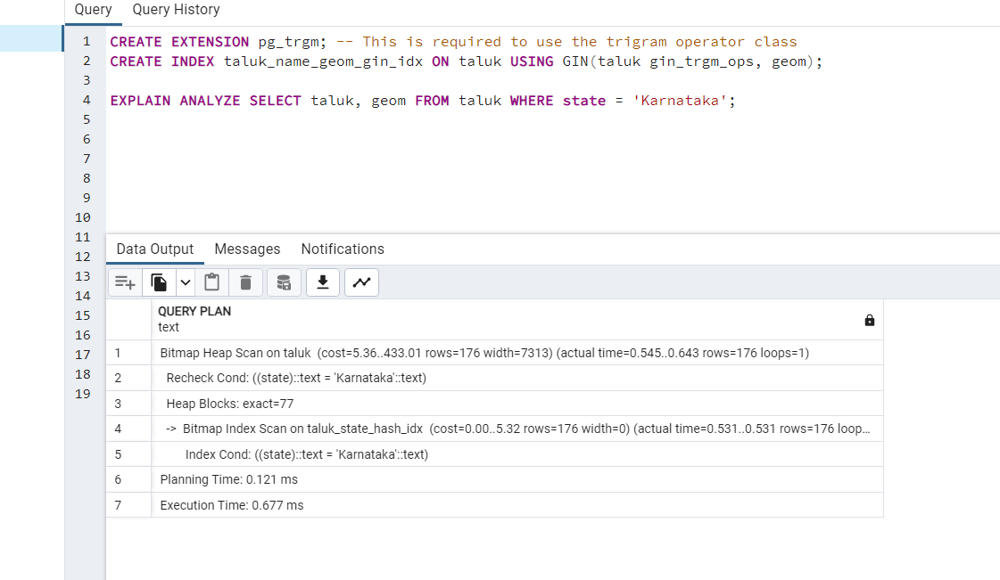 Query Query History
1 CREATE EXTENSION pg_trgm; -- This is required to use the trigram operator class
2 CREATE INDEX taluk_name_geom_gin_idx ON taluk USING GIN(taluk gin_trgm_ops, geom);
3
4 EXPLAIN ANALYZE SELECT taluk, geom FROM taluk WHERE state = 'Karnataka';
5
6
7
8
9
10
11
12
13
14
15
16
17
18
19
Data Output Messages Notifications
QUERY PLAN
text
1 Bitmap Heap Scan on taluk (cost=5.36..433.01 rows=176 width=7313) (actual time=0.545..0.643 rows=176 loops=1)
2 Recheck Cond: ((state)::text = 'Karnataka'::text)
3 Heap Blocks: exact=77
4 -> Bitmap Index Scan on taluk_state_hash_idx (cost=0.00..5.32 rows=176 width=0) (actual time=0.531..0.531 rows=176 loop...
5 Index Cond: ((state)::text = 'Karnataka'::text)
6 Planning Time: 0.121 ms
7 Execution Time: 0.677 ms